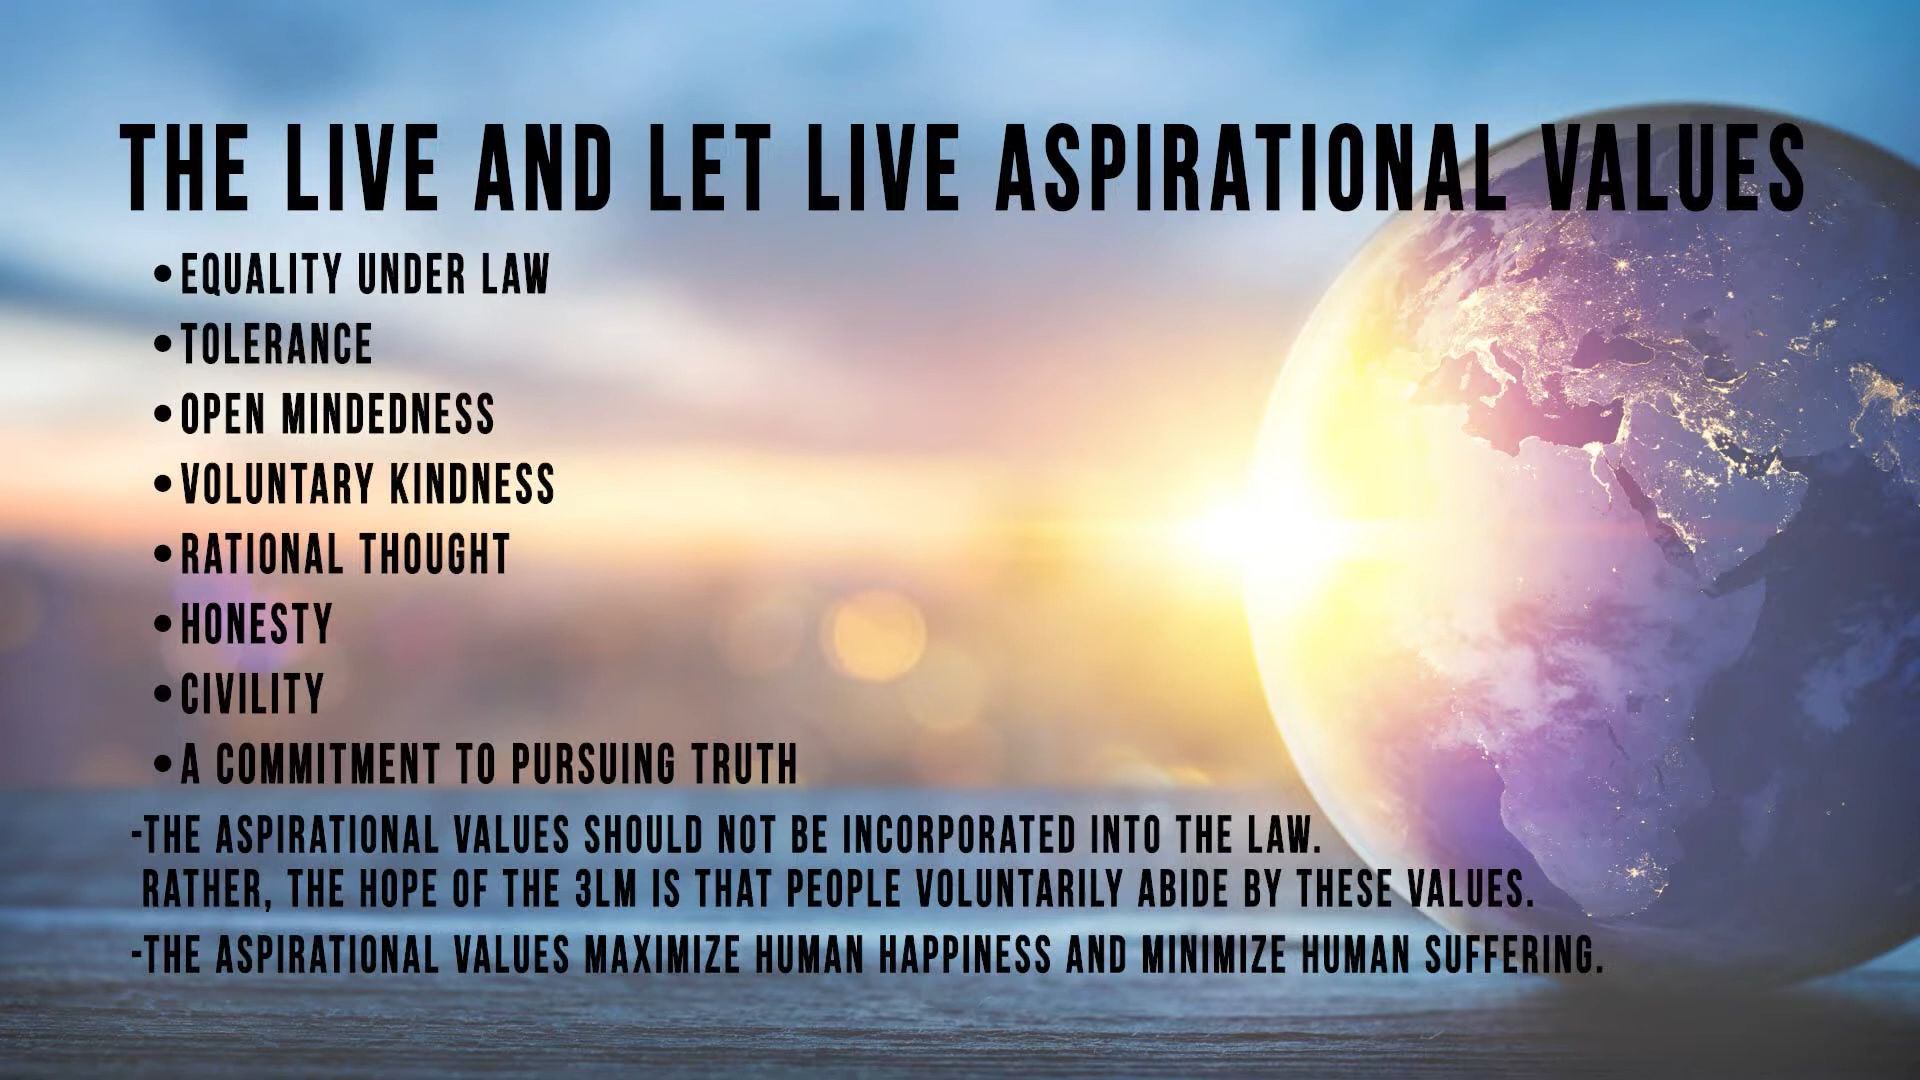 THE LIVE AND LET LIVE ASPIRATIONAL VALUES
•EQUALITY UNDER LAW
•TOLERANCE
•OPEN MINDEDNESS
•VOLUNTARY KINDNESS
•RATIONAL THOUGHT
•HONESTY
•CIVILITY
•A COMMITMENT TO PURSUING TRUTH
-THE ASPIRATIONAL VALUES SHOULD NOT BE INCORPORATED INTO THE LAW.
RATHER, THE HOPE OF THE 3LM IS THAT PEOPLE VOLUNTARILY ABIDE BY THESE VALUES.
-THE ASPIRATIONAL VALUES MAXIMIZE HUMAN HAPPINESS AND MINIMIZE HUMAN SUFFERING.